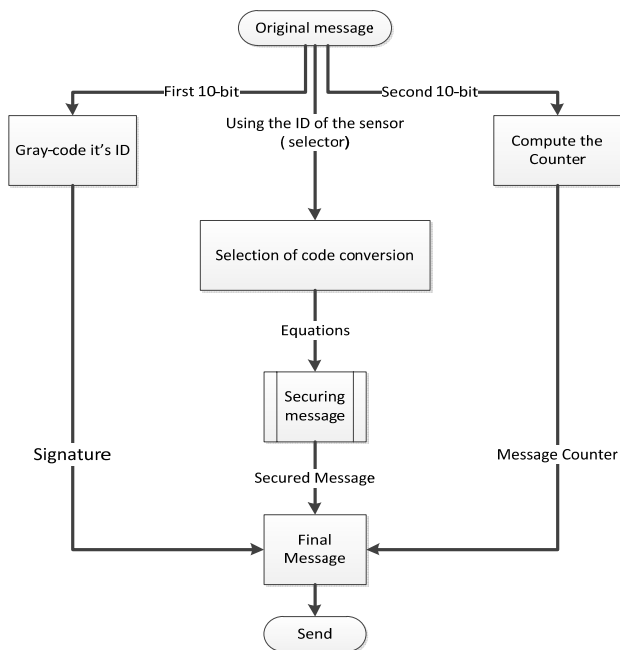 Original message
First 10-bit
Second 10-bit
Using the ID of the sensor
( selector)
Gray-code it's ID
Compute the
Counter
Selection of code conversion
Equations
Securing
message
Signature
Message Counter
Secured Message
Final
Message
Send